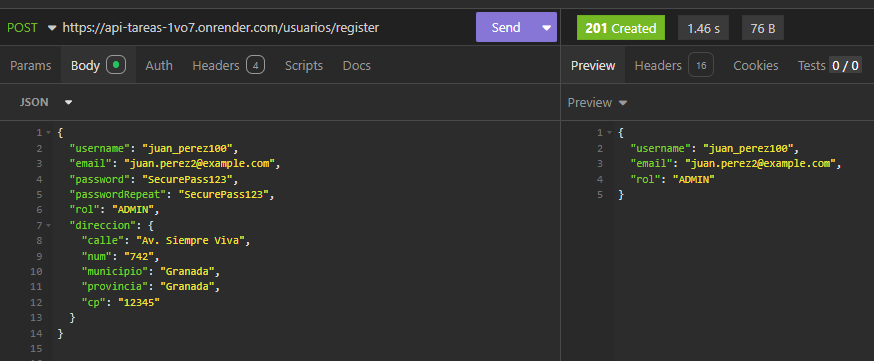 POST https://api-tareas-1vo7.onrender.com/usuarios/register Send 201 Created 1.46 s 76 B
Params Body Auth Headers 4 Scripts Docs Preview Headers 16 Cookies Tests 0 / 0
JSON Preview
1 {
2 "username": "juan_perez100",
3 "email": "juan.perez2@example.com",
4 "password": "SecurePass123",
5 "passwordRepeat": "SecurePass123",
6 "rol": "ADMIN",
7 "direccion": {
8 "calle": "Av. Siempre Viva",
9 "num": "742",
10 "municipio": "Granada",
11 "provincia": "Granada",
12 "cp": "12345"
13 }
14 }
15
1 {
2 "username": "juan_perez100",
3 "email": "juan.perez2@example.com",
4 "rol": "ADMIN"
5 }